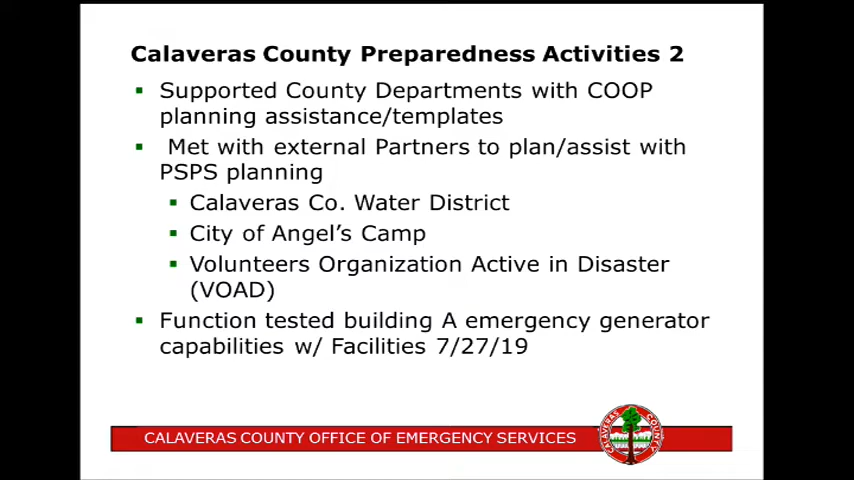 Calaveras County Preparedness Activities 2
▪ Supported County Departments with COOP
planning assistance/templates
▪ Met with external Partners to plan/assist with
PSPS planning
▪ Calaveras Co. Water District
▪ City of Angel's Camp
▪ Volunteers Organization Active in Disaster
(VOAD)
▪ Function tested building A emergency generator
capabilities w/ Facilities 7/27/19
CALAVERAS COUNTY OFFICE OF EMERGENCY SERVICES
CALAVERAS COUNTY